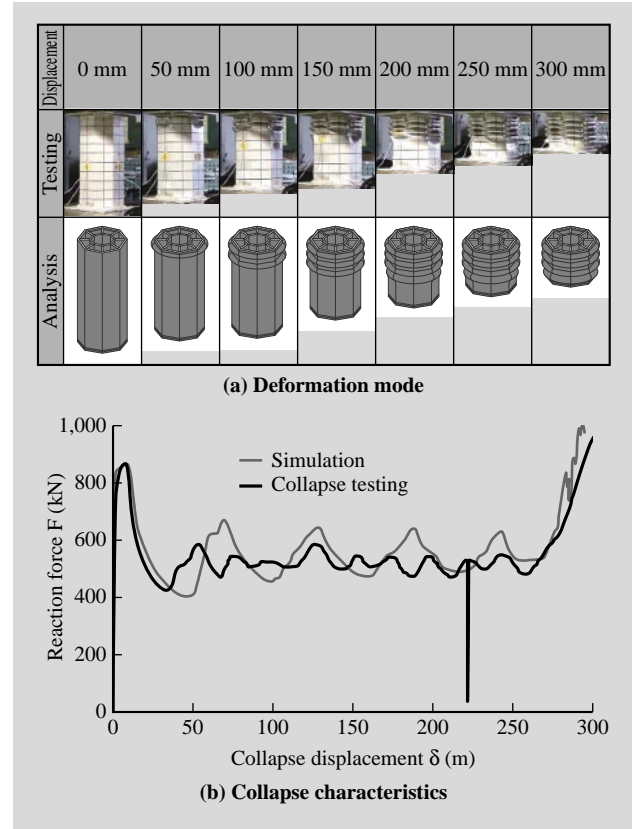 Displacement
0 mm 50 mm 100 mm 150 mm 200 mm 250 mm 300 mm
Testing
Analysis
(a) Deformation mode
1,000
800
600
400
200
0
Reaction force F (kN)
Simulation
Collapse testing
0 50 100 150 200 250 300
Collapse displacement δ (m)
(b) Collapse characteristics